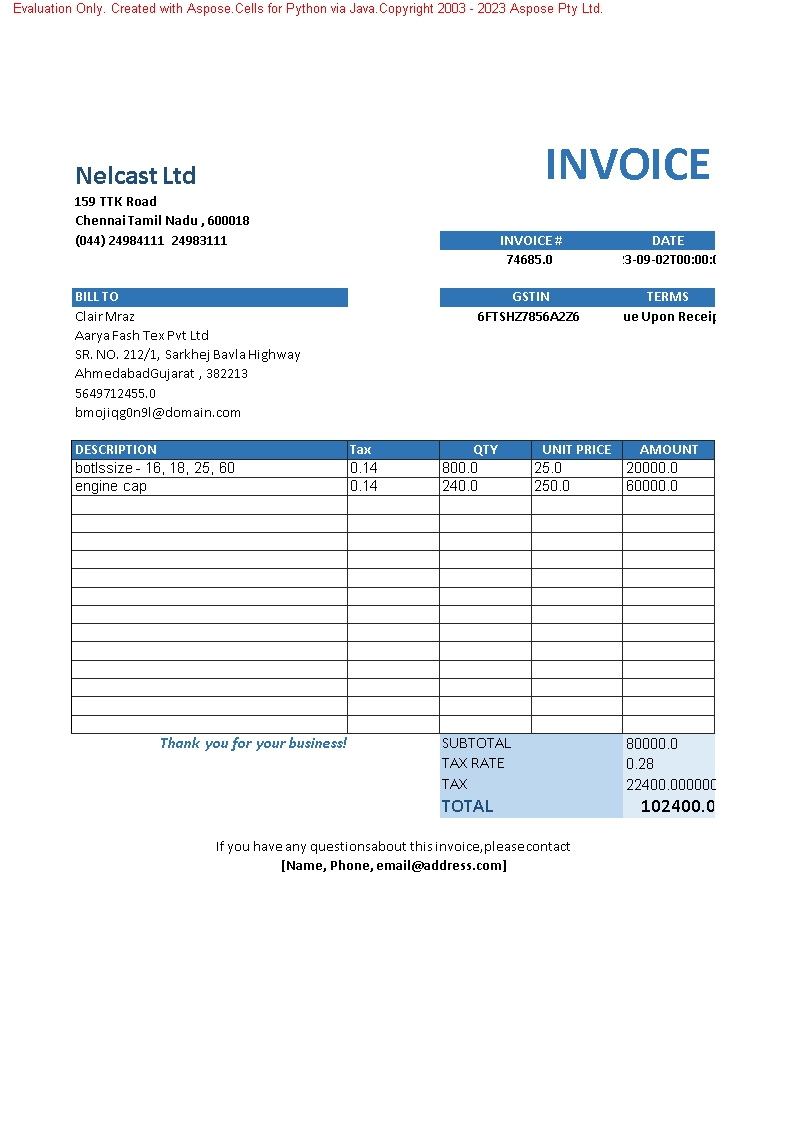 Evaluation Only. Created with Aspose.Cells for Python via Java.Copyright 2003 - 2023 Aspose Pty Ltd.
INVOICE
Nelcast Ltd
159 TTK Road
Chennai Tamil Nadu , 600018
(044) 24984111 24983111
INVOICE # DATE
74685.0 3-09-02T00:00:0
BILL TO GSTIN TERMS
Clair Mraz 6FTSHZ7856A2Z6 ue Upon Receip
Aarya Fash Tex Pvt Ltd
SR. NO. 212/1, Sarkhej Bavla Highway
AhmedabadGujarat , 382213
5649712455.0
bmojiqg0n9l@domain.com
DESCRIPTION Tax QTY UNIT PRICE AMOUNT
botlssize - 16, 18, 25, 60 0.14 800.0 25.0 20000.0
engine cap 0.14 240.0 250.0 60000.0
Thank you for your business! SUBTOTAL 80000.0
TAX RATE 0.28
TAX 22400.000000
TOTAL 102400.0
If you have any questionsabout this invoice, pleasecontact
[Name, Phone, email@address.com]